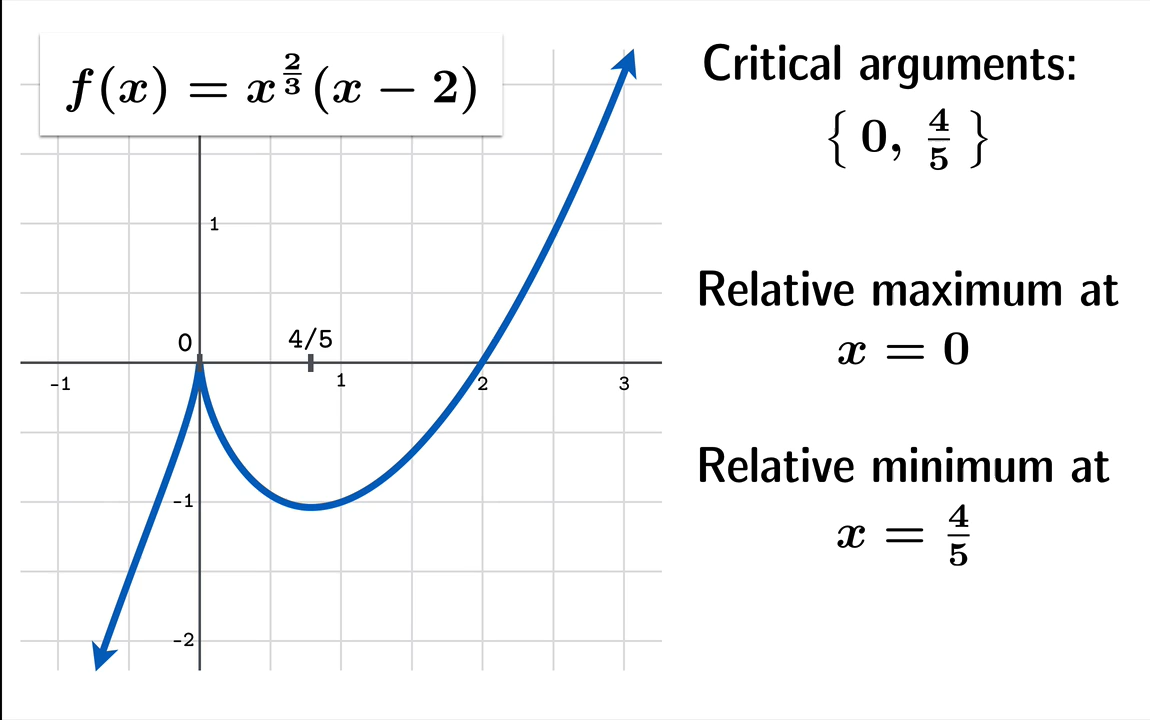 f(x) = x^{2/3}(x − 2)
Critical arguments:
{ 0, 4/5 }
Relative maximum at
x = 0
Relative minimum at
x = 4/5
1
0
4/5
-1
1
2
3
-1
-2